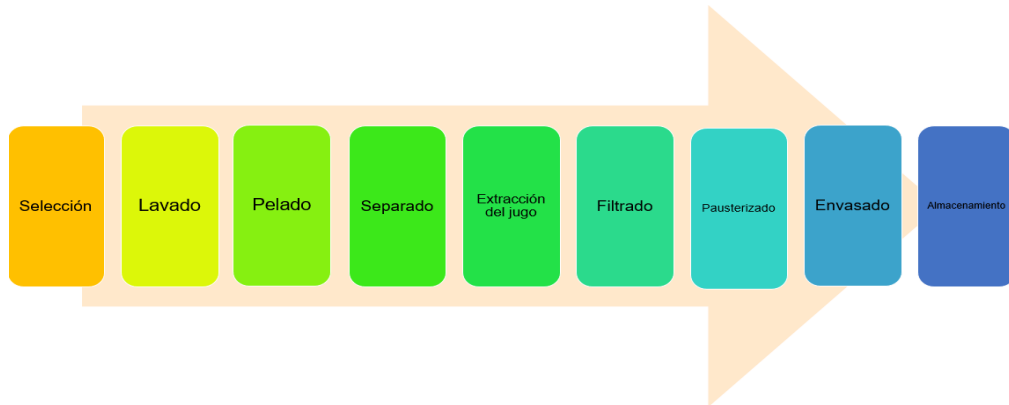 Selección
Lavado
Pelado
Separado
Extracción
del jugo
Filtrado
Pausterizado
Envasado
Almacenamiento